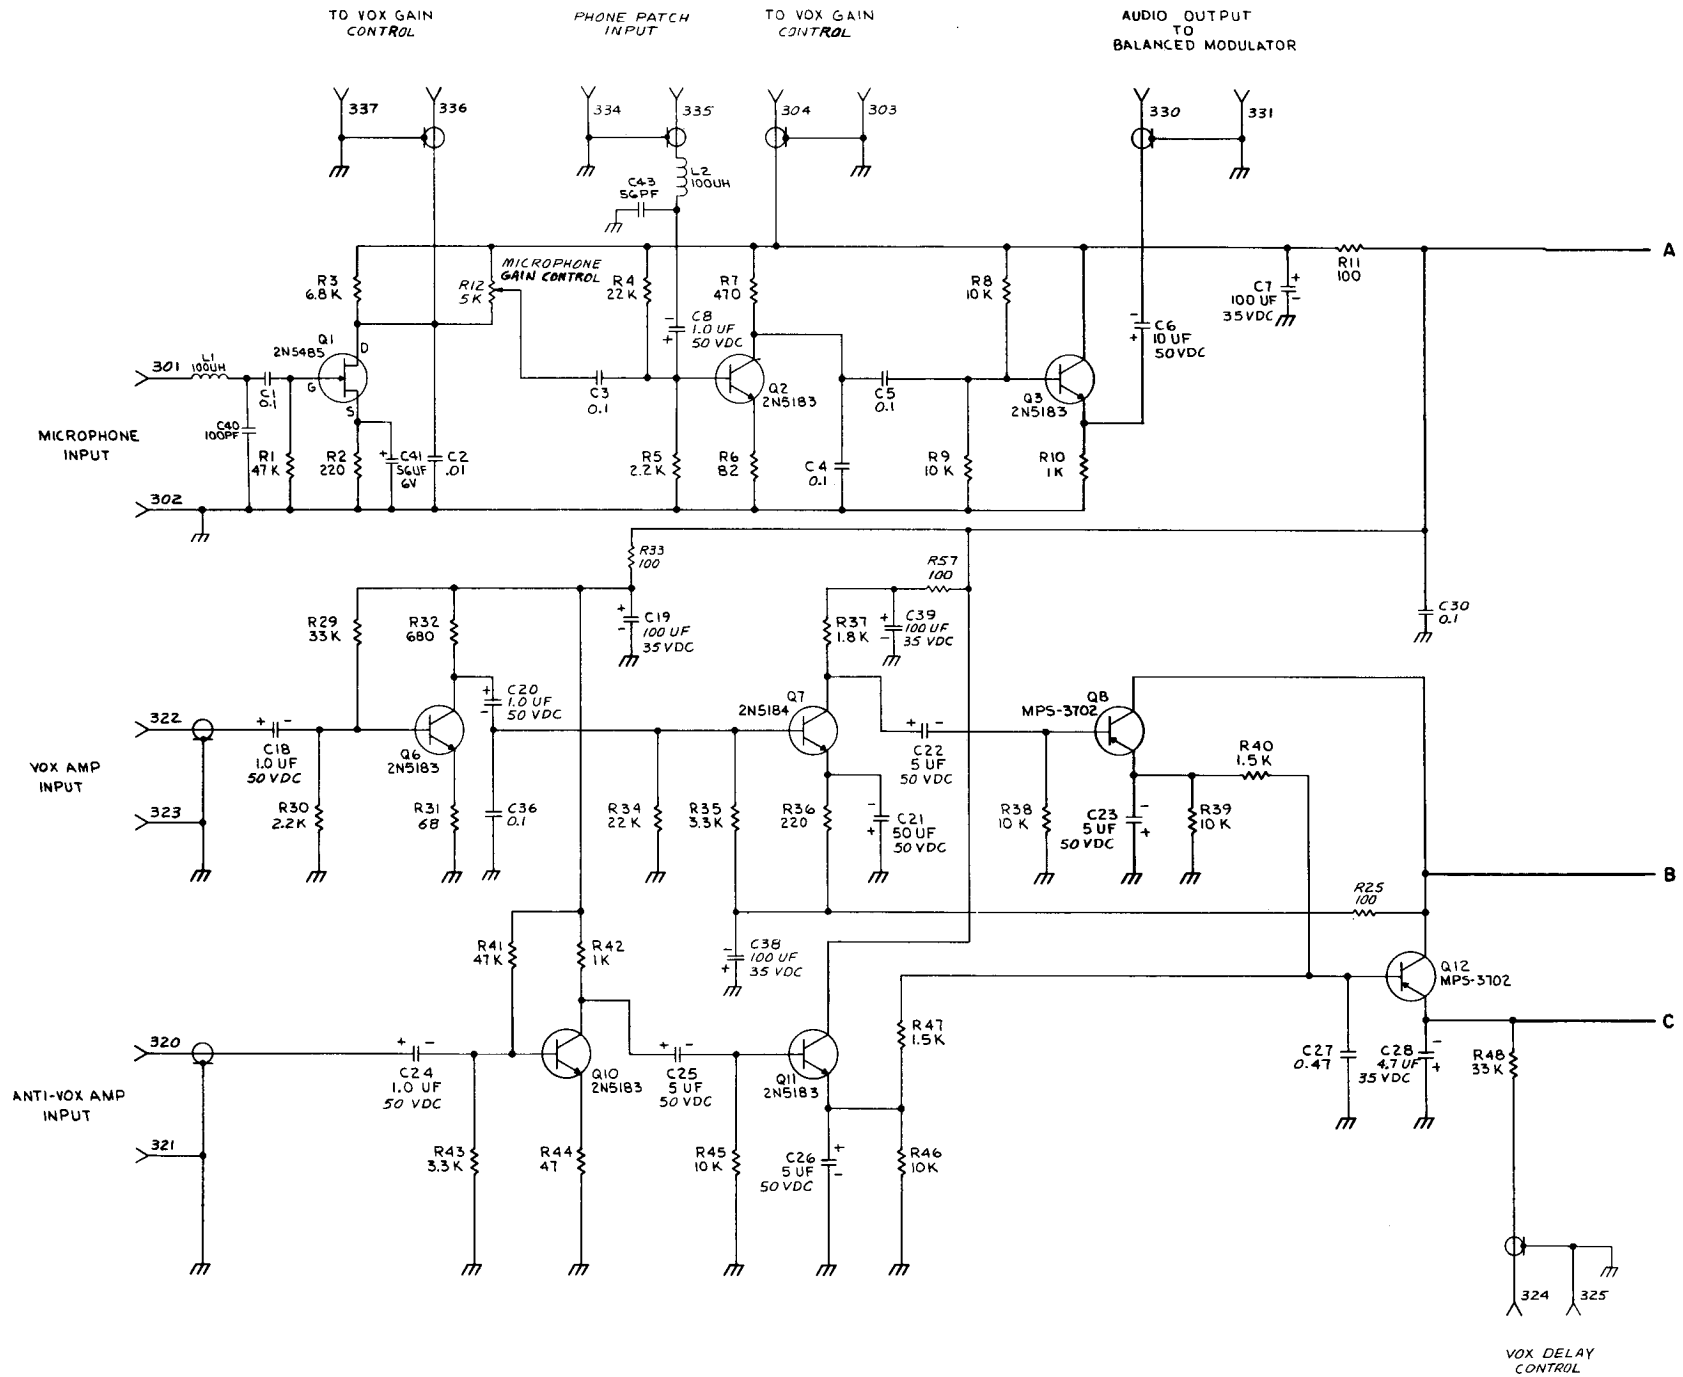 TO VOX GAIN
CONTROL
PHONE PATCH
INPUT
TO VOX GAIN
CONTROL
AUDIO OUTPUT
TO
BALANCED MODULATOR
337
336
334
335
304
303
330
331
L2
100UH
C43
56PF
A
R3
6.8K
R12
5K
MICROPHONE
GAIN CONTROL
R4
22K
R7
470
R8
10K
R11
100
C7
100 UF
35VDC
+
-
C8
1.0 UF
50 VDC
-
+
C6
10 UF
50VDC
-
+
301
L1
100UH
Q1
2N5485
D
G
S
C1
0.1
C40
100PF
C3
0.1
Q2
2N5183
C5
0.1
Q3
2N5183
MICROPHONE
INPUT
R1
47K
R2
220
+
C41
56UF
6V
C2
.01
R5
2.2K
R6
82
C4
0.1
R9
10K
R10
1K
302
R33
100
R57
100
R29
33K
R32
680
+
-
C19
100 UF
35 VDC
R37
1.8K
+
-
C39
100 UF
35 VDC
C30
0.1
+
-
C20
1.0 UF
50 VDC
Q7
2N5184
Q8
MPS-3702
322
+
-
C18
1.0 UF
50 VDC
Q6
2N5183
+
-
C22
5 UF
50 VDC
R40
1.5K
VOX AMP
INPUT
323
R30
2.2K
R31
68
C36
0.1
R34
22K
R35
3.3K
R36
220
-
+
C21
50 UF
50 VDC
R38
10K
C23
5 UF
50 VDC
-
+
R39
10K
B
R25
100
R41
47K
R42
1K
-
+
C38
100 UF
35 VDC
Q12
MPS-3702
C
320
+
-
C24
1.0 UF
50 VDC
Q10
2N5183
+
-
C25
5 UF
50 VDC
Q11
2N5183
R47
1.5K
C27
0.47
C28
4.7 UF
35 VDC
-
+
R48
33K
ANTI-VOX AMP
INPUT
321
R43
3.3K
R44
47
R45
10K
C26
5 UF
50 VDC
+
-
R46
10K
324
325
VOX DELAY
CONTROL